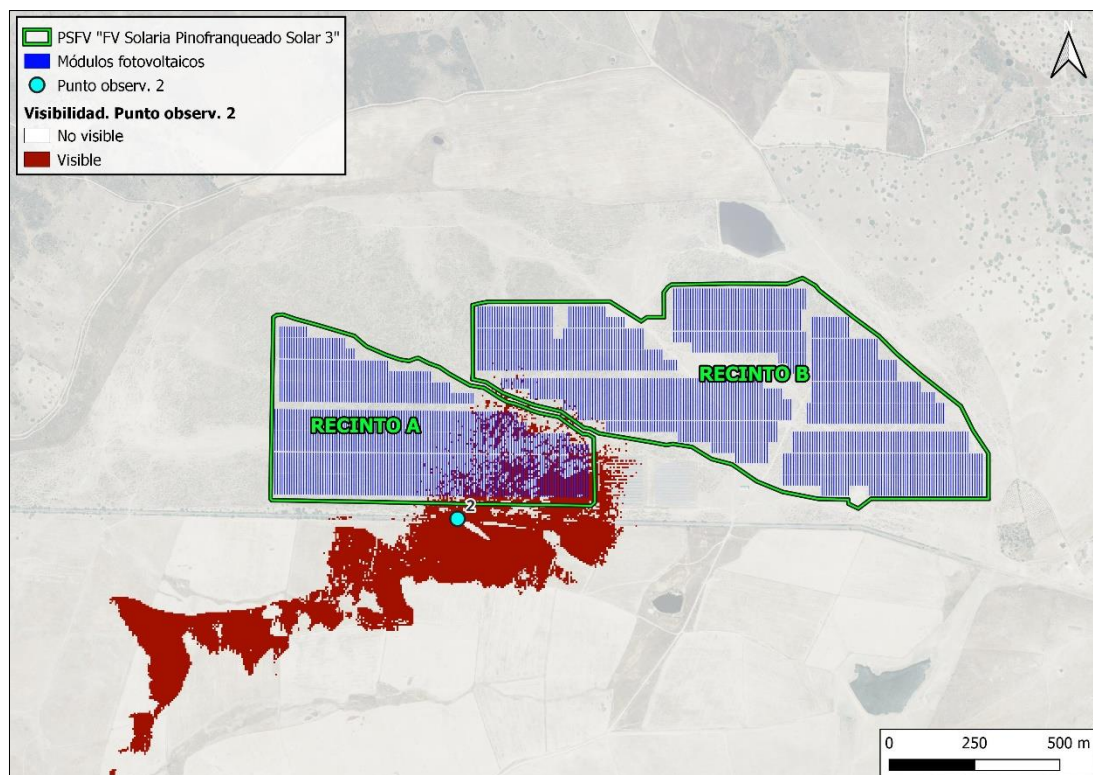 PSFV "FV Solaria Pinofranqueado Solar 3"
Módulos fotovoltaicos
Punto observ. 2
Visibilidad. Punto observ. 2
No visible
Visible
N
RECINTO B
RECINTO A
2
0 250 500 m